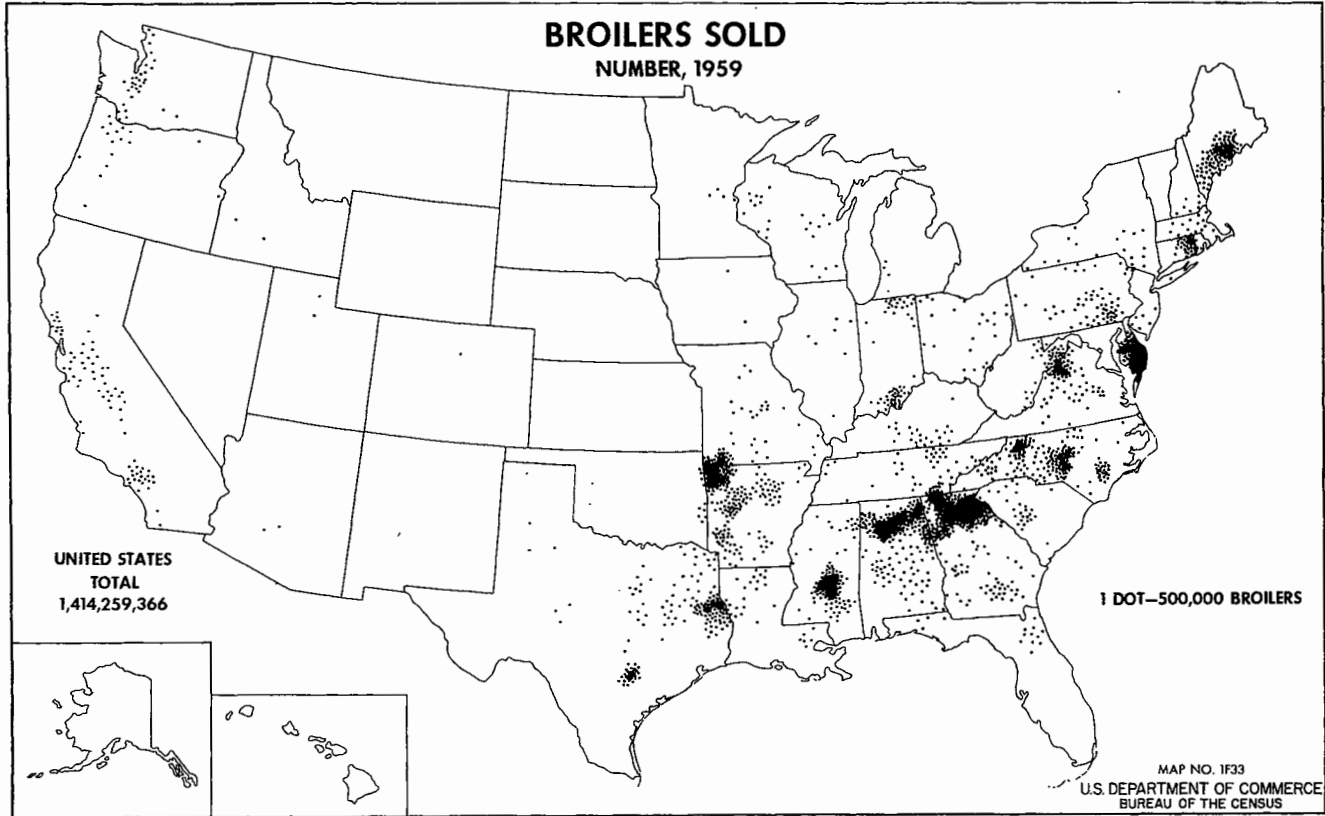 BROILERS SOLD
NUMBER, 1959
UNITED STATES
TOTAL
1,414,259,366
1 DOT—500,000 BROILERS
MAP NO. 1F33
U.S. DEPARTMENT OF COMMERCE
BUREAU OF THE CENSUS